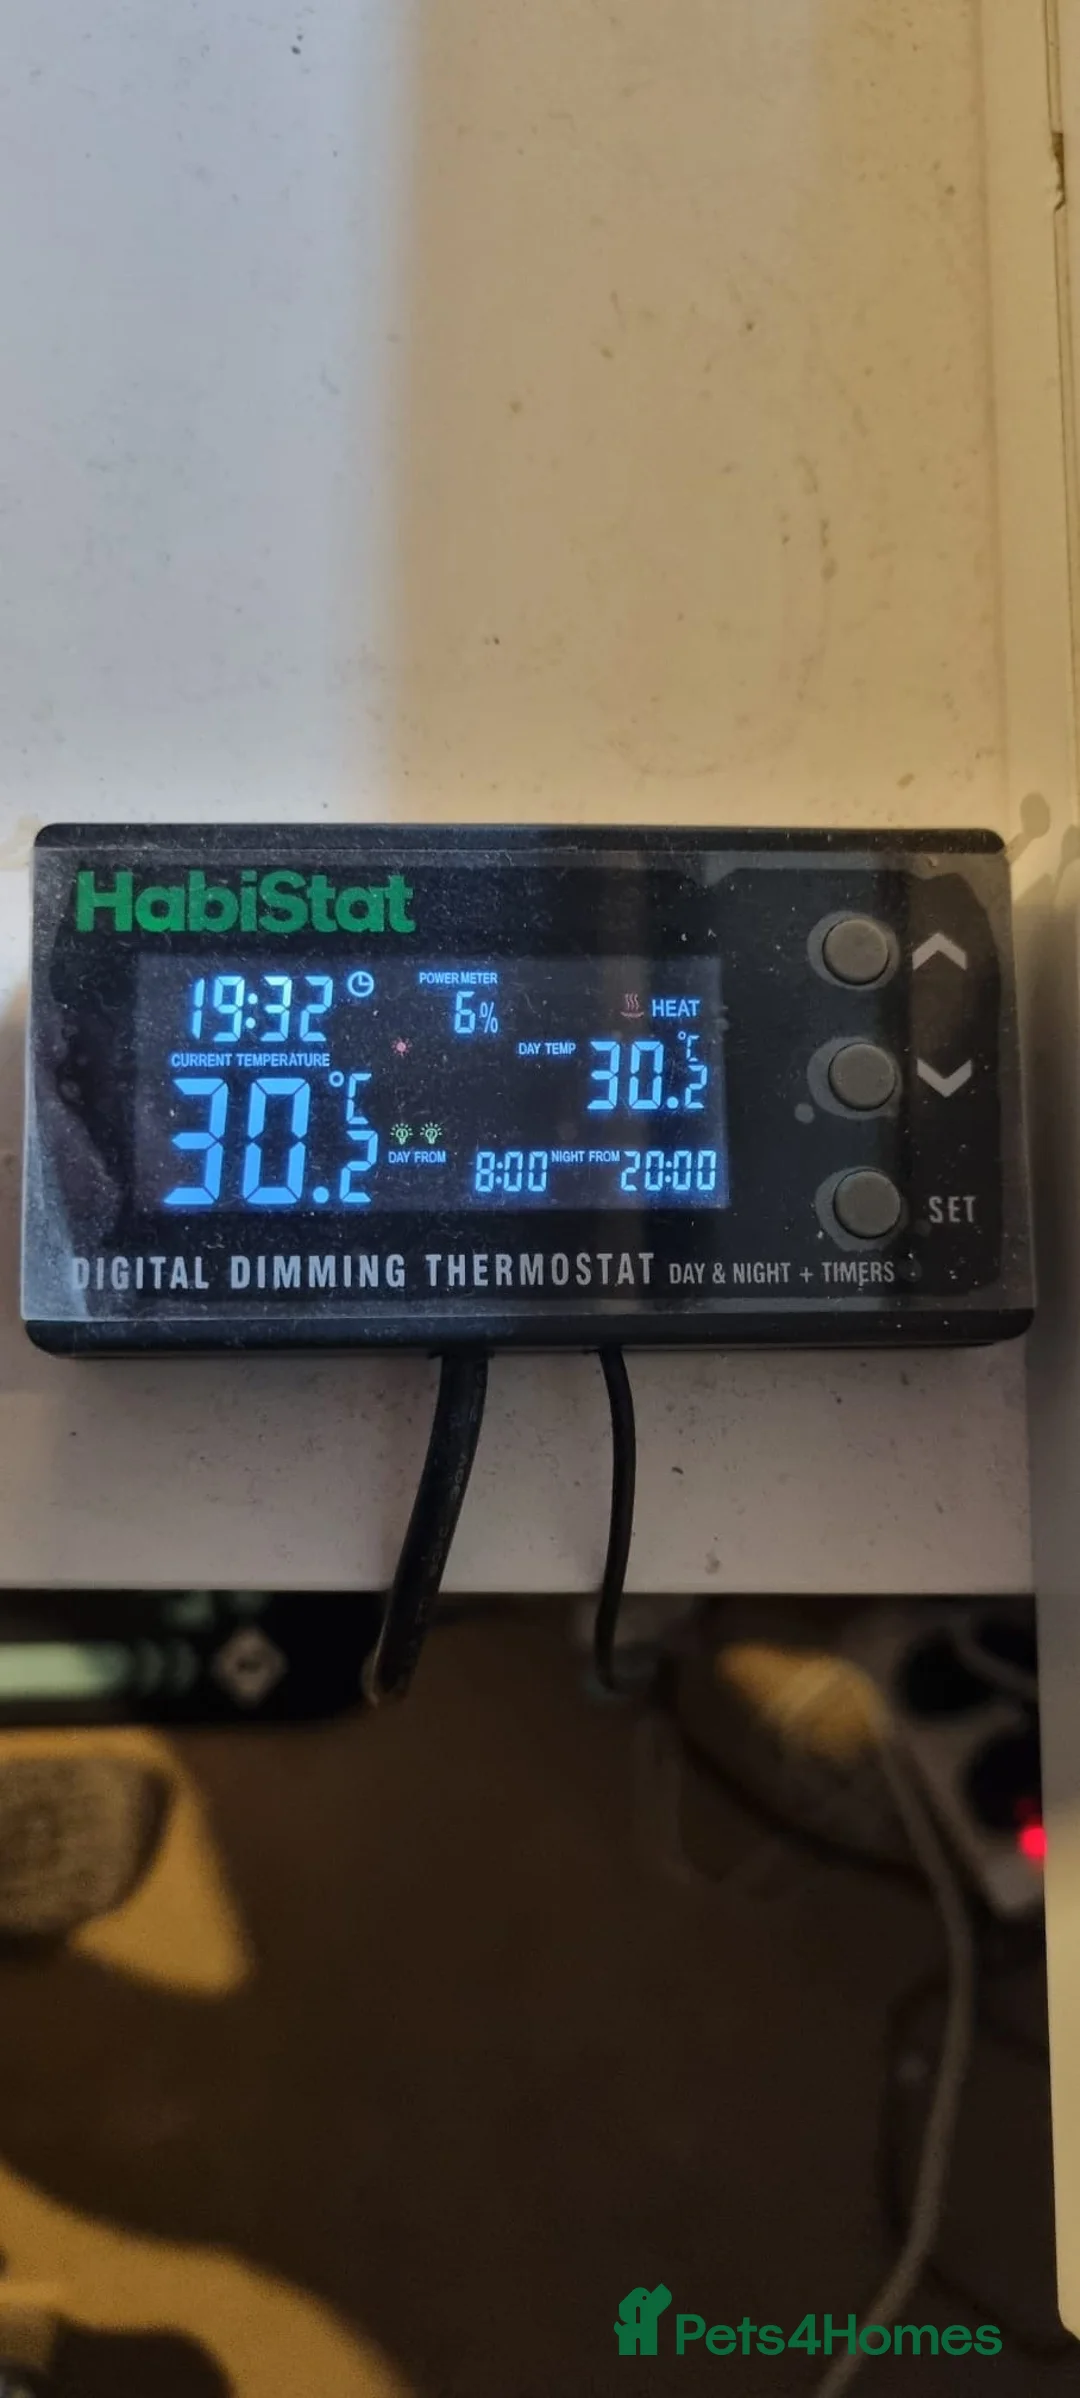 HabiStat
19:32
POWER METER
6%
HEAT
CURRENT TEMPERATURE
30.2°C
DAY TEMP
30.2°C
DAY FROM 8:00 NIGHT FROM 20:00
SET
DIGITAL DIMMING THERMOSTAT DAY & NIGHT + TIMERS
Pets4Homes